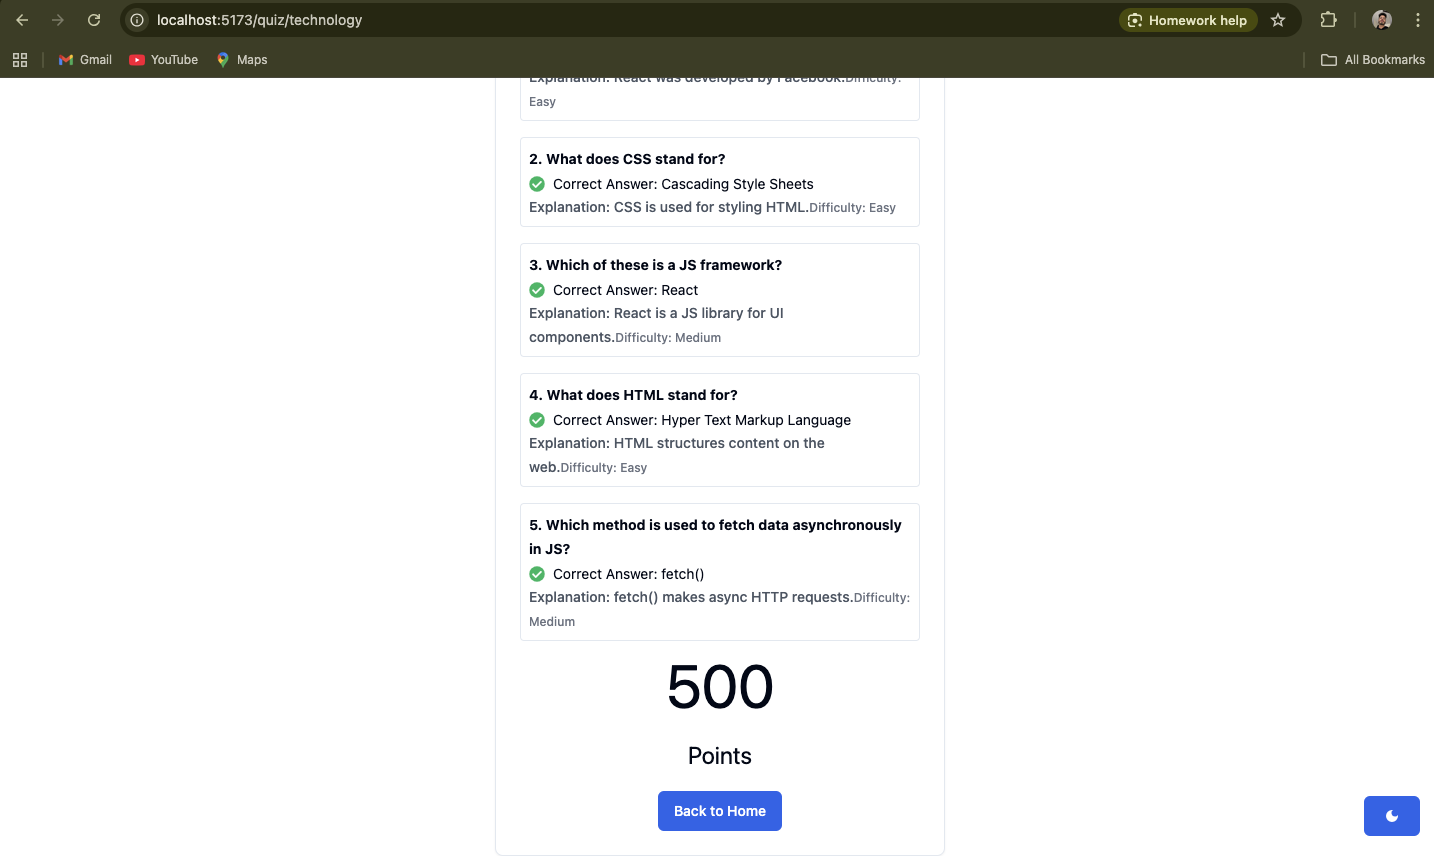 localhost:5173/quiz/technology
Homework help
Gmail
YouTube
Maps
All Bookmarks
Explanation: React was developed by Facebook.Difficulty:
Easy
2. What does CSS stand for?
Correct Answer: Cascading Style Sheets
Explanation: CSS is used for styling HTML.Difficulty: Easy
3. Which of these is a JS framework?
Correct Answer: React
Explanation: React is a JS library for UI
components.Difficulty: Medium
4. What does HTML stand for?
Correct Answer: Hyper Text Markup Language
Explanation: HTML structures content on the
web.Difficulty: Easy
5. Which method is used to fetch data asynchronously
in JS?
Correct Answer: fetch()
Explanation: fetch() makes async HTTP requests.Difficulty:
Medium
500
Points
Back to Home